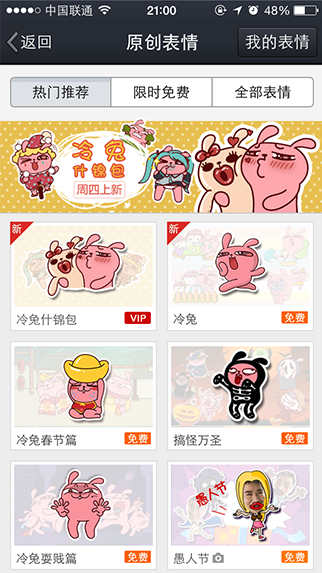 中国联通
21:00
返回
原创表情
我的表情
热门推荐
限时免费
全部表情
冷兔
什锦包
周四上新
新
新
冷兔什锦包
VIP
冷兔
免费
冷兔春节篇
免费
搞怪万圣
免费
愚人节
冷兔耍贱篇
免费
愚人节
免费